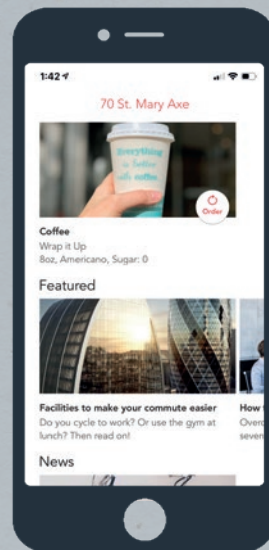 1:42
70 St. Mary Axe
Everything
is better
with coffee
Order
Coffee
Wrap it Up
8oz, Americano, Sugar: 0
Featured
Facilities to make your commute easier
Do you cycle to work? Or use the gym at
lunch? Then read on!
How
Overc
seven
News